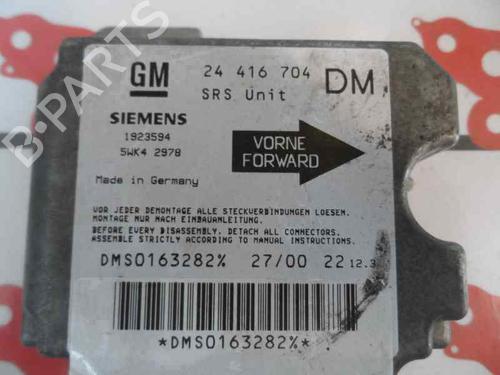 GM
24 416 704
DM
SRS Unit
SIEMENS
1923594
5WK4 2978
VORNE
FORWARD
Made in Germany
VOR JEDER DEMONTAGE ALLE STECKVERBINDUNGEN LOESEN.
MONTAGE NUR NACH EINBAUANLEITUNG.
BEFORE EVERY DISASSEMBLY, DETACH ALL CONNECTORS.
ASSEMBLE STRICTLY ACCORDING TO MANUAL INSTRUCTIONS.
DMS0163282% 27/00 22 12.3
*DMS0163282%*
B-PARTS